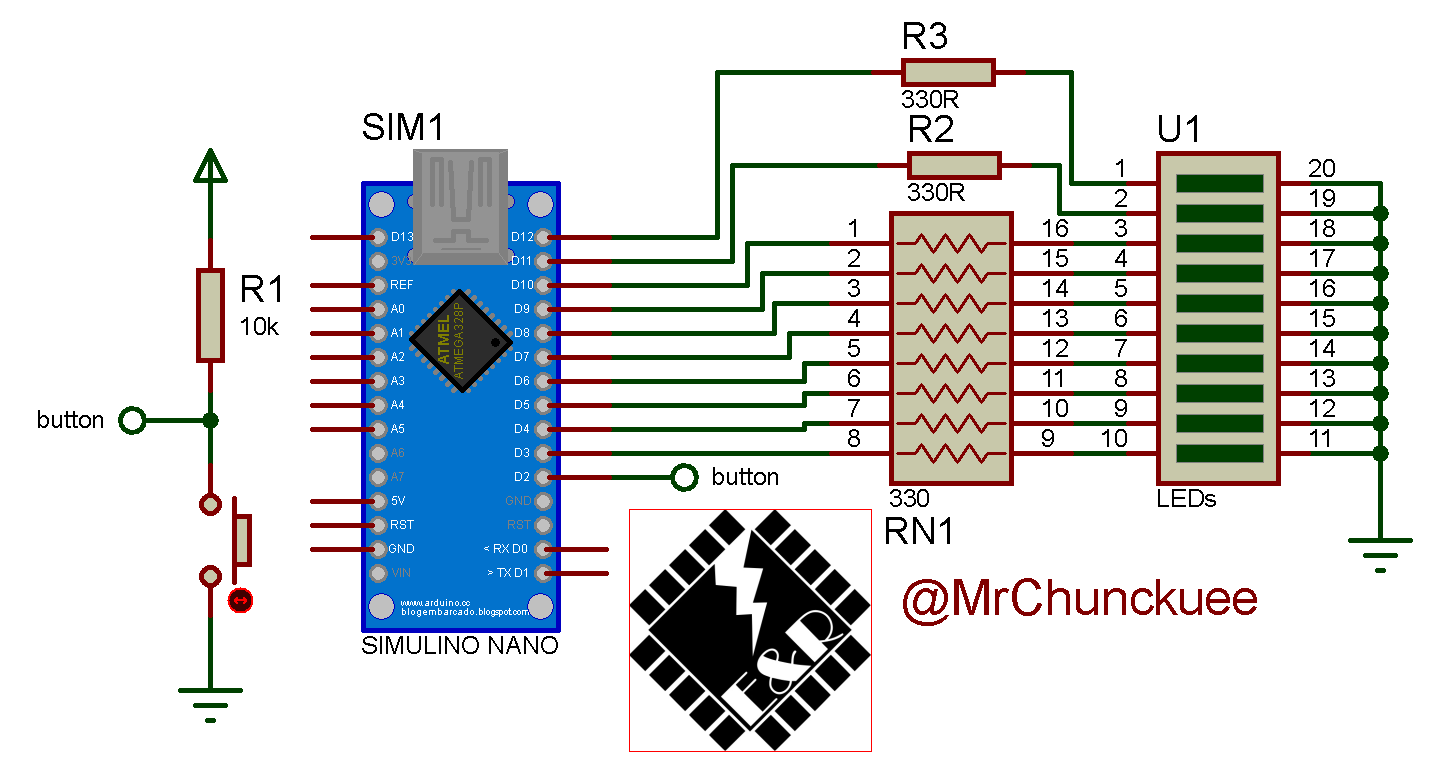 R3
330R
R2
330R
SIM1
U1
R1
10k
button
D13
3V3
REF
A0
A1
A2
A3
A4
A5
A6
A7
5V
RST
GND
VIN
D12
D11
D10
D9
D8
D7
D6
D5
D4
D3
D2
GND
RST
< RX D0
> TX D1
ATMEL
ATMEGA328P
www.arduino.cc
blogembarcado.blogspot.com
SIMULINO NANO
button
1 16
2 15
3 14
4 13
5 12
6 11
7 10
8 9
330
RN1
1 20
2 19
3 18
4 17
5 16
6 15
7 14
8 13
9 12
10 11
LEDs
E&R
@MrChunckuee